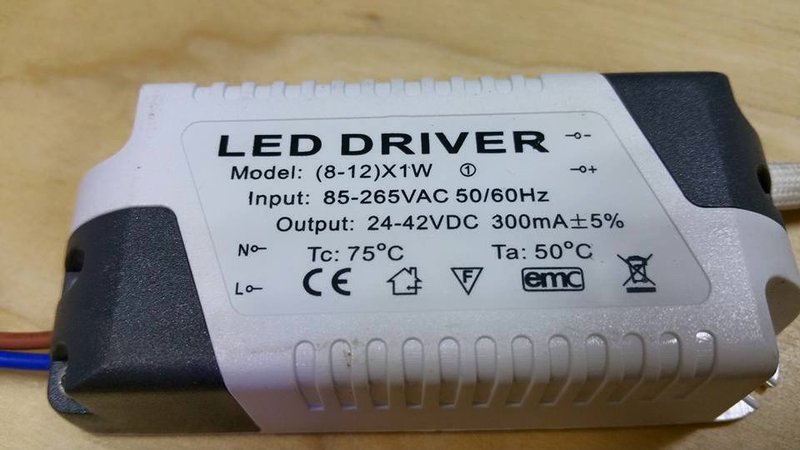 LED DRIVER
Model: (8-12)X1W ①
Input: 85-265VAC 50/60Hz
Output: 24-42VDC 300mA±5%
N Tc: 75°C Ta: 50°C
L CE F emc
-
+